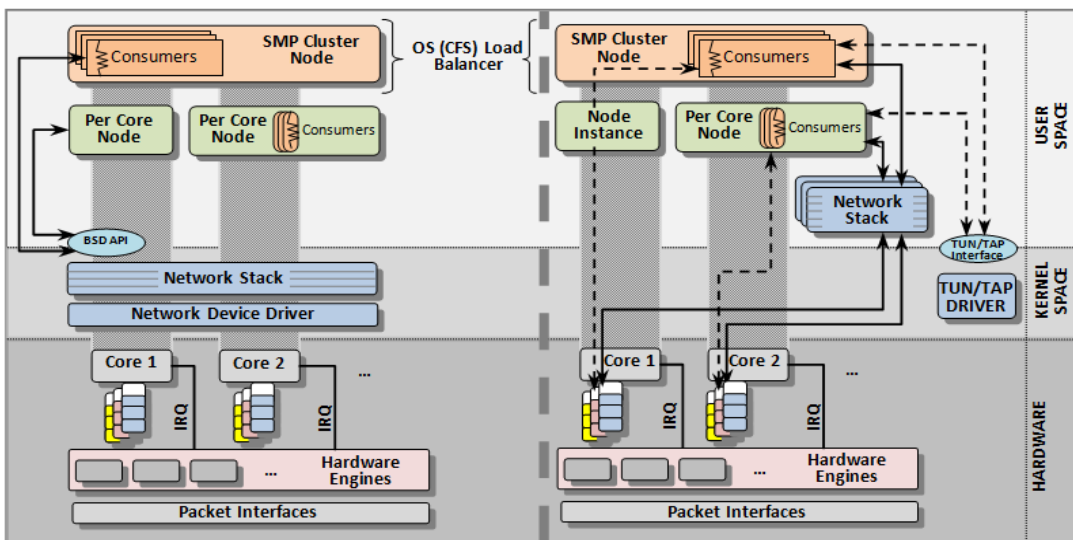 Consumers
SMP Cluster
Node
Per Core
Node
Per Core
Node
Consumers
BSD API
Network Stack
Network Device Driver
Core 1
Core 2
...
IRQ
IRQ
...
Hardware
Engines
Packet Interfaces
OS (CFS) Load
Balancer
SMP Cluster
Node
Consumers
Node
Instance
Per Core
Node
Consumers
Network
Stack
TUN/TAP
Interface
TUN/TAP
DRIVER
Core 1
Core 2
...
IRQ
IRQ
...
Hardware
Engines
Packet Interfaces
USER
SPACE
KERNEL
SPACE
HARDWARE